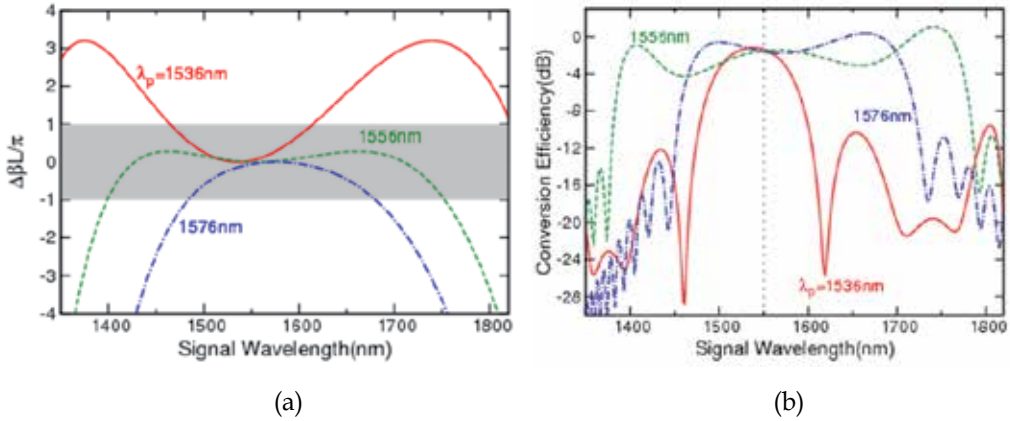 4
3
2
1
0
-1
-2
-3
-4
ΔβL/π
λp=1536nm
1556nm
1576nm
1400 1500 1600 1700 1800
Signal Wavelength(nm)
(a)
0
-4
-8
-12
-16
-20
-24
-28
Conversion Efficiency(dB)
1556nm
1576nm
λp=1536nm
1400 1500 1600 1700 1800
Signal Wavelength(nm)
(b)